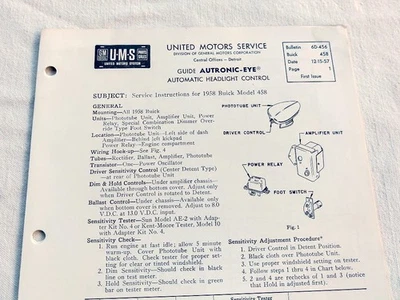 UNITED MOTORS SERVICE
DIVISION OF GENERAL MOTORS CORPORATION
Central Offices - Detroit
GUIDE AUTRONIC-EYE®
AUTOMATIC HEADLIGHT CONTROL
GM
U·M·S
UNITED MOTORS SERVICE
Bulletin 6D-456
Buick 458
Date 12-15-57
Page 1
First Issue
SUBJECT: Service Instructions for 1958 Buick Model 458
GENERAL
Mounting—All 1958 Buick
Units—Phototube Unit, Amplifier Unit, Power
Relay, Special Combination Dimmer Over-
ride Type Foot Switch
Location—Phototube Unit—Left side of dash
Amplifier—Behind left kickpad
Power Relay—Engine compartment
Wiring Hook-up—See Fig. 4
Tubes—Rectifier, Ballast, Amplifier, Phototube
Translator—One—Power Oscillator
Driver Sensitivity Control (Center Detent Type)
—at rear of Phototube Unit
Dim & Hold Controls—Under amplifier chassis—
Available through bottom cover. Adjust only
when Driver Control is rotated to Detent.
Ballast Control—Under chassis—Available only
when bottom cover is removed. Adjust to 8.0
V.D.C. at 13.0 V.D.C. input.
Sensitivity Tester—Sun Model AE-2 with Adap-
ter Kit No. 4 or Kent-Moore Tester, Model 10
with Adapter Kit No. 4.
Sensitivity Check—
1. Run engine at fast idle; allow 5 minute
warm-up. Cover Phototube Unit with
black cloth. Check tester for proper set-
ting for clear or tinted windshield.
2. Dim Sensitivity—Should check in black
line on test meter.
3. Hold Sensitivity—Should check in green
bar on tester meter.
PHOTOTUBE UNIT
DRIVER CONTROL
AMPLIFIER UNIT
POWER RELAY
FOOT SWITCH
Fig. 1
Sensitivity Adjustment Procedure*
1. Driver Control in Detent Position.
2. Black cloth over Phototube Unit.
3. Use proper windshield setting on tester.
4. Follow steps 1 thru 4 in Chart below.
5. 2 and 4 are rechecks of 1 and 3 (notice
that Hold
Sensitivity Tester